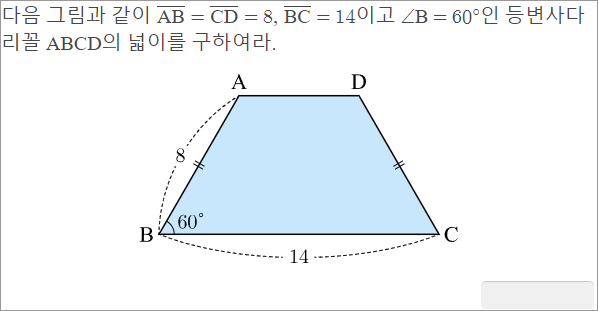 다음 그림과 같이 AB = CD = 8, BC = 14이고 ∠B = 60°인 등변사다
리꼴 ABCD의 넓이를 구하여라.
A D
8
60°
B C
14